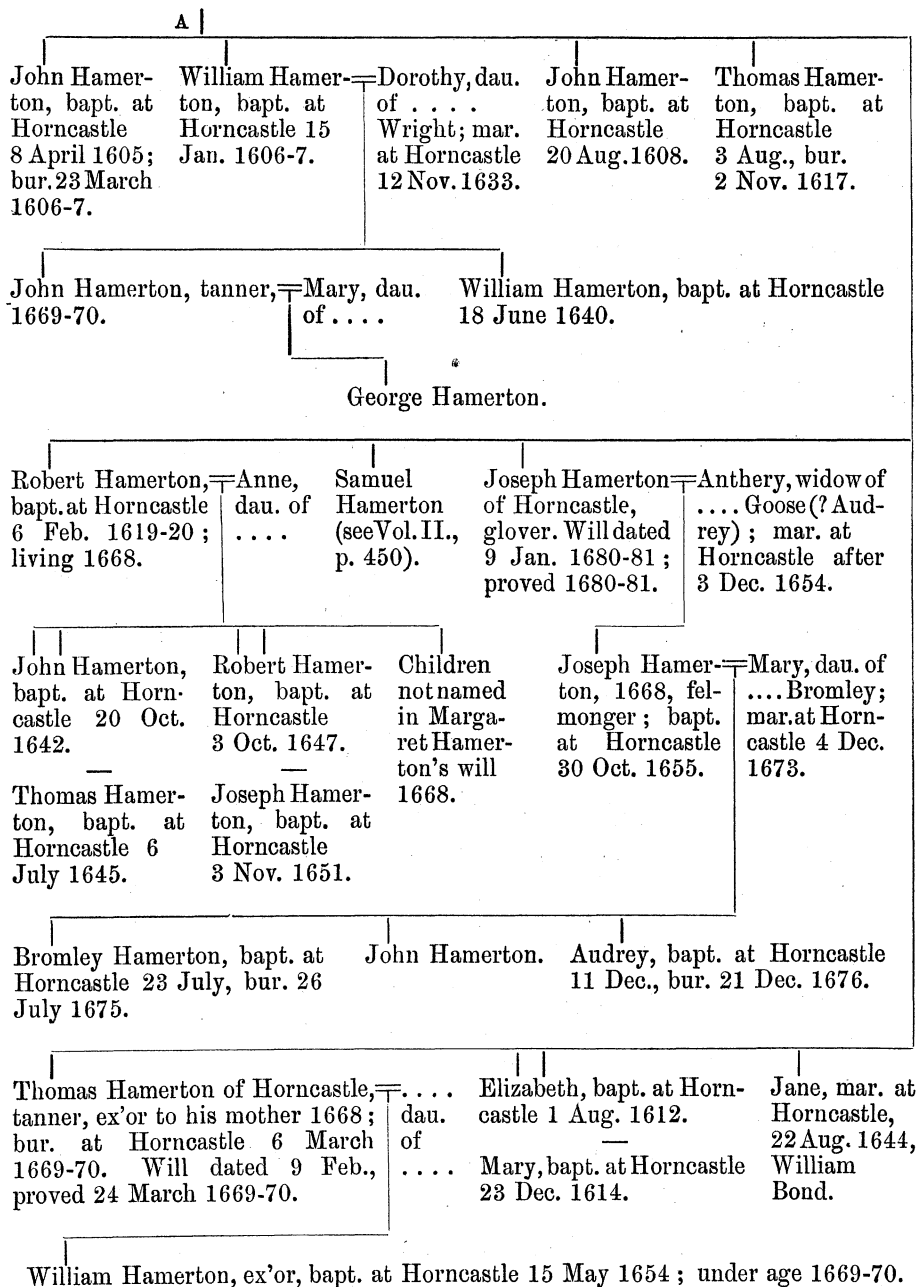 A
John Hamer-
ton, bapt. at
Horncastle
8 April 1605;
bur. 23 March
1606-7.
William Hamer-
ton, bapt. at
Horncastle 15
Jan. 1606-7.
Dorothy, dau.
of . . . .
Wright; mar.
at Horncastle
12 Nov. 1633.
John Hamer-
ton, bapt. at
Horncastle
20 Aug. 1608.
Thomas Hamer-
ton, bapt. at
Horncastle
3 Aug., bur.
2 Nov. 1617.
John Hamerton, tanner,
1669-70.
Mary, dau.
of . . . .
William Hamerton, bapt. at Horncastle
18 June 1640.
George Hamerton.
Robert Hamerton,
bapt. at Horncastle
6 Feb. 1619-20;
living 1668.
Anne,
dau. of
. . . .
Samuel
Hamerton
(see Vol. II.,
p. 450).
Joseph Hamerton
of Horncastle,
glover. Will dated
9 Jan. 1680-81;
proved 1680-81.
Anthery, widow of
. . . . Goose (? Aud-
rey); mar. at
Horncastle after
3 Dec. 1654.
John Hamerton,
bapt. at Horn-
castle 20 Oct.
1642.
—
Thomas Hamer-
ton, bapt. at
Horncastle 6
July 1645.
Robert Hamer-
ton, bapt. at
Horncastle
3 Oct. 1647.
—
Joseph Hamer-
ton, bapt. at
Horncastle
3 Nov. 1651.
Children
not named
in Marga-
ret Hamer-
ton's will
1668.
Joseph Hamer-
ton, 1668, fel-
monger; bapt.
at Horncastle
30 Oct. 1655.
Mary, dau. of
. . . . Bromley;
mar. at Horn-
castle 4 Dec.
1673.
Bromley Hamerton, bapt. at
Horncastle 23 July, bur. 26
July 1675.
John Hamerton.
Audrey, bapt. at Horncastle
11 Dec., bur. 21 Dec. 1676.
Thomas Hamerton of Horncastle,
tanner, ex'or to his mother 1668;
bur. at Horncastle 6 March
1669-70. Will dated 9 Feb.,
proved 24 March 1669-70.
. . . .
dau.
of
. . . .
Elizabeth, bapt. at Horn-
castle 1 Aug. 1612.
—
Mary, bapt. at Horncastle
23 Dec. 1614.
Jane, mar. at
Horncastle,
22 Aug. 1644,
William
Bond.
William Hamerton, ex'or, bapt. at Horncastle 15 May 1654; under age 1669-70.